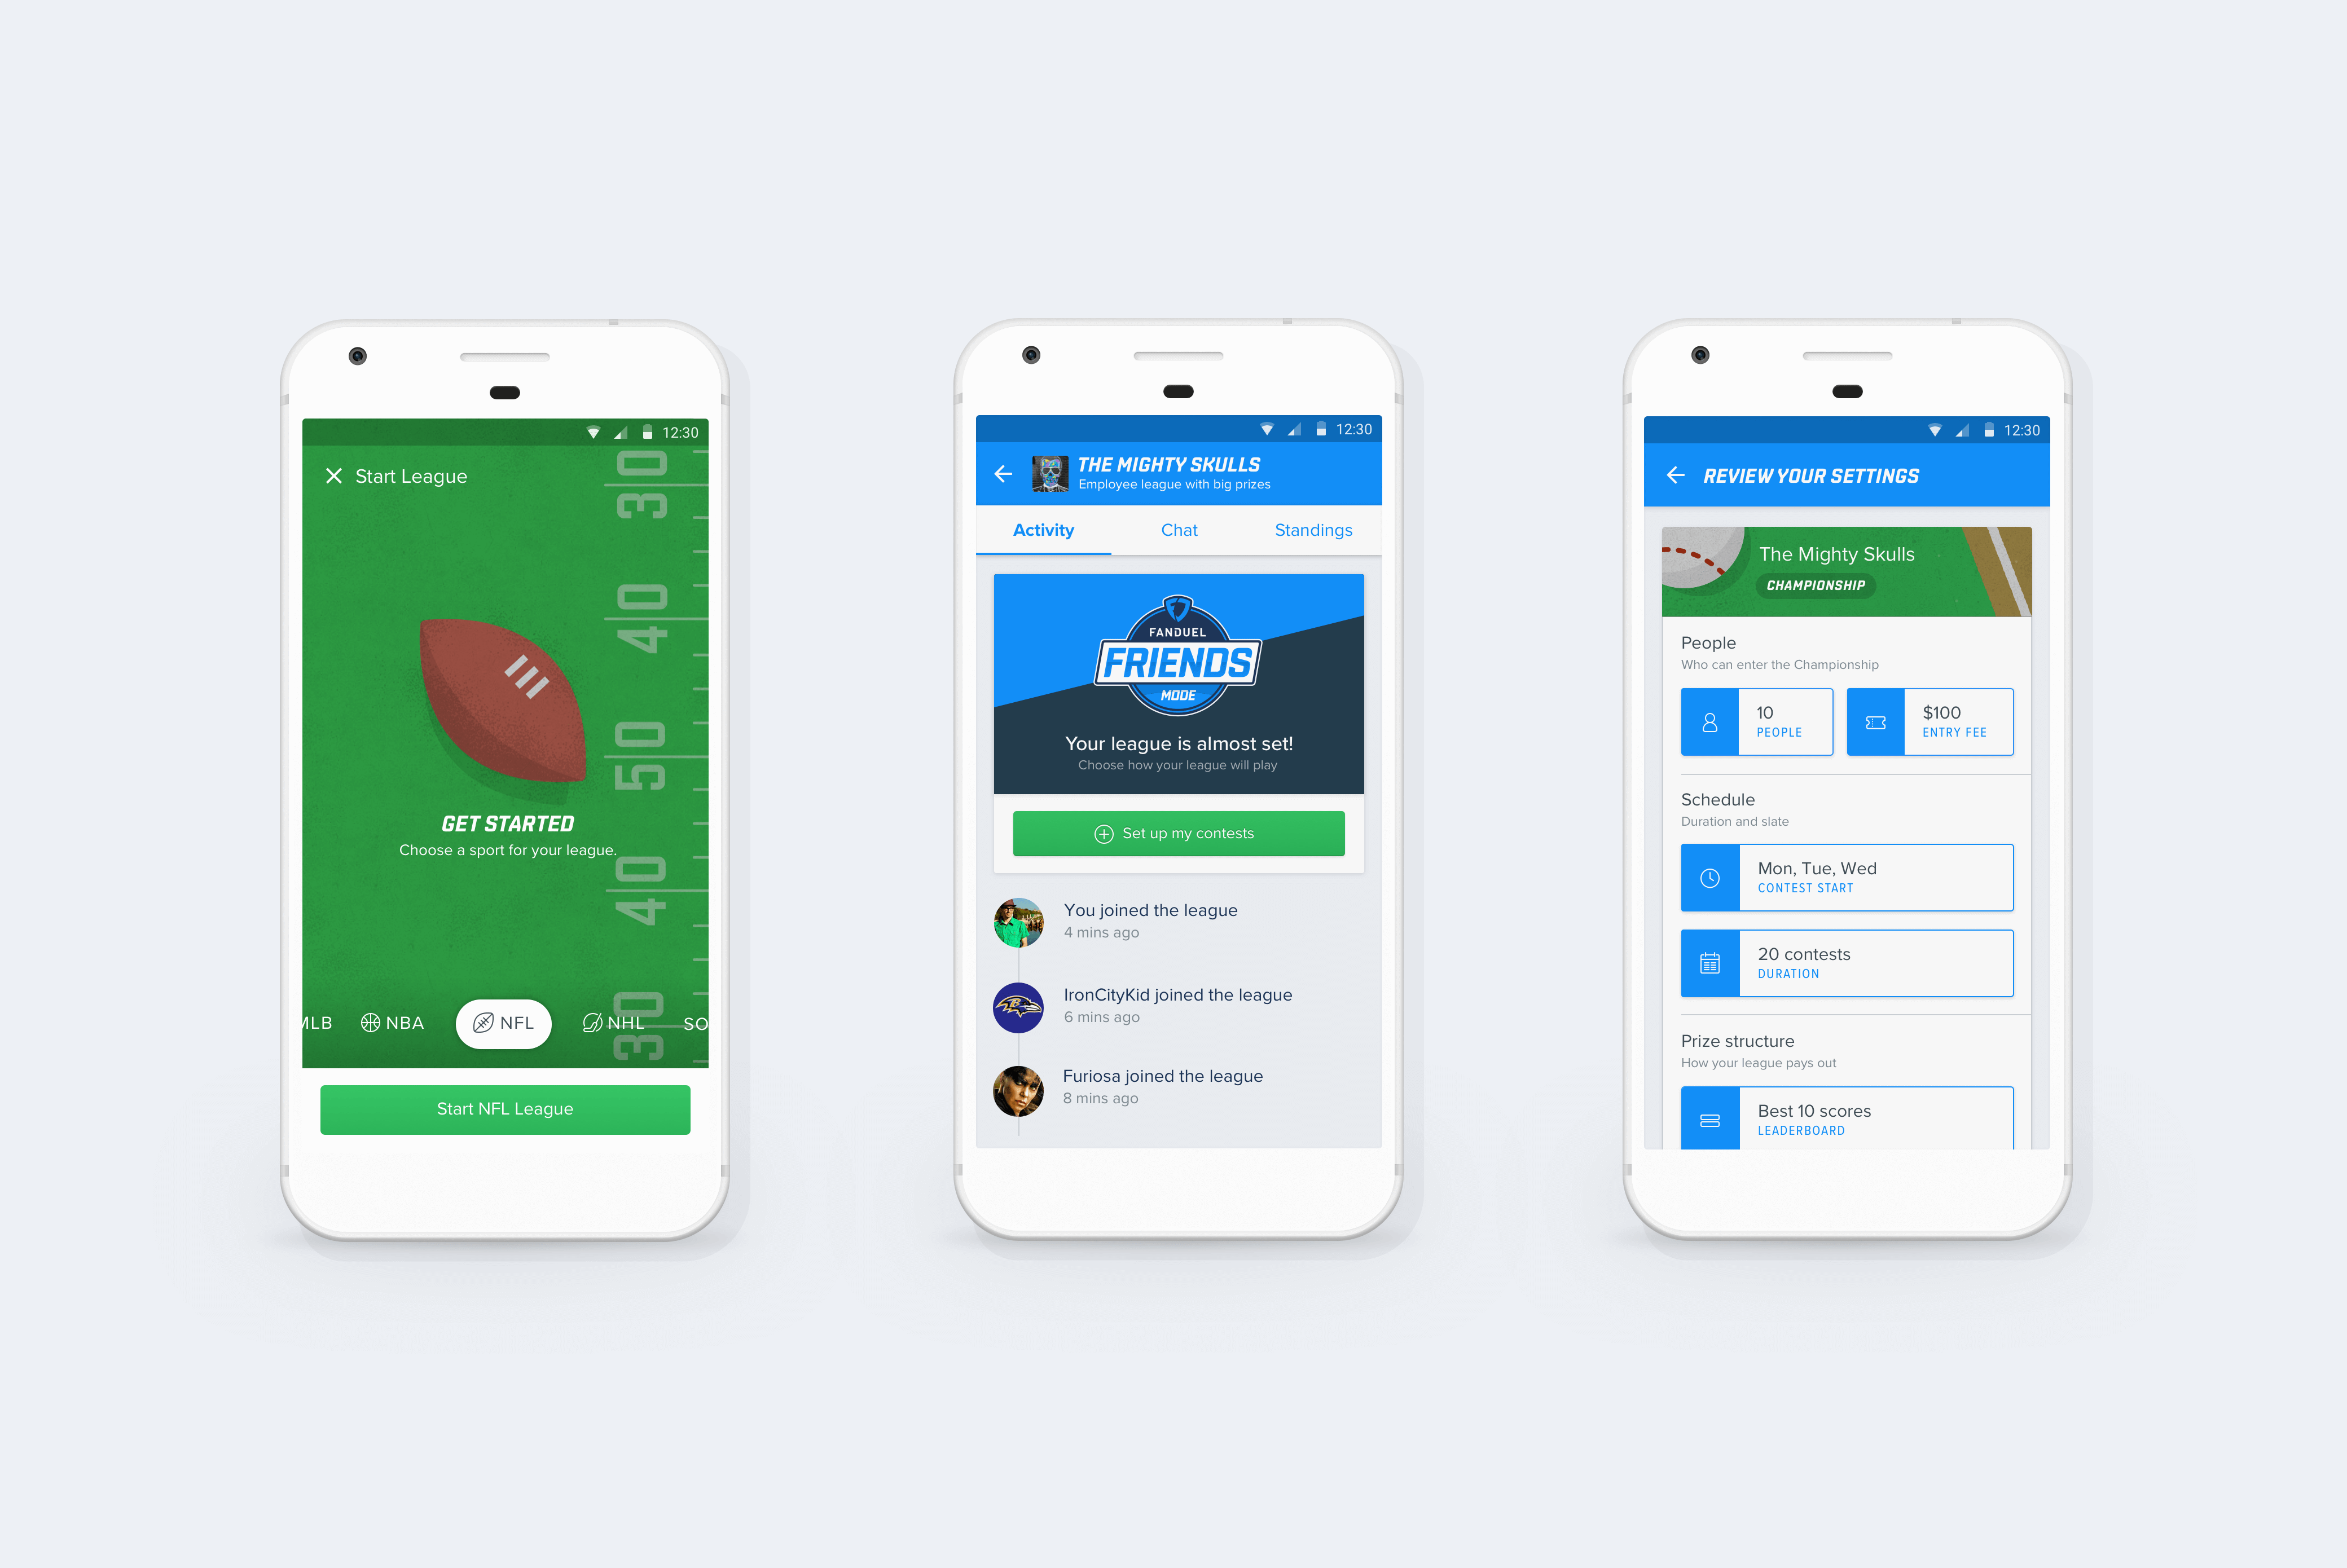 12:30
Start League
30
40
50
40
30
GET STARTED
Choose a sport for your league.
MLB
NBA
NFL
NHL
SO
Start NFL League
12:30
THE MIGHTY SKULLS
Employee league with big prizes
Activity
Chat
Standings
FANDUEL
FRIENDS
MODE
Your league is almost set!
Choose how your league will play
Set up my contests
You joined the league
4 mins ago
IronCityKid joined the league
6 mins ago
Furiosa joined the league
8 mins ago
12:30
REVIEW YOUR SETTINGS
The Mighty Skulls
CHAMPIONSHIP
People
Who can enter the Championship
10
PEOPLE
$100
ENTRY FEE
Schedule
Duration and slate
Mon, Tue, Wed
CONTEST START
20 contests
DURATION
Prize structure
How your league pays out
Best 10 scores
LEADERBOARD